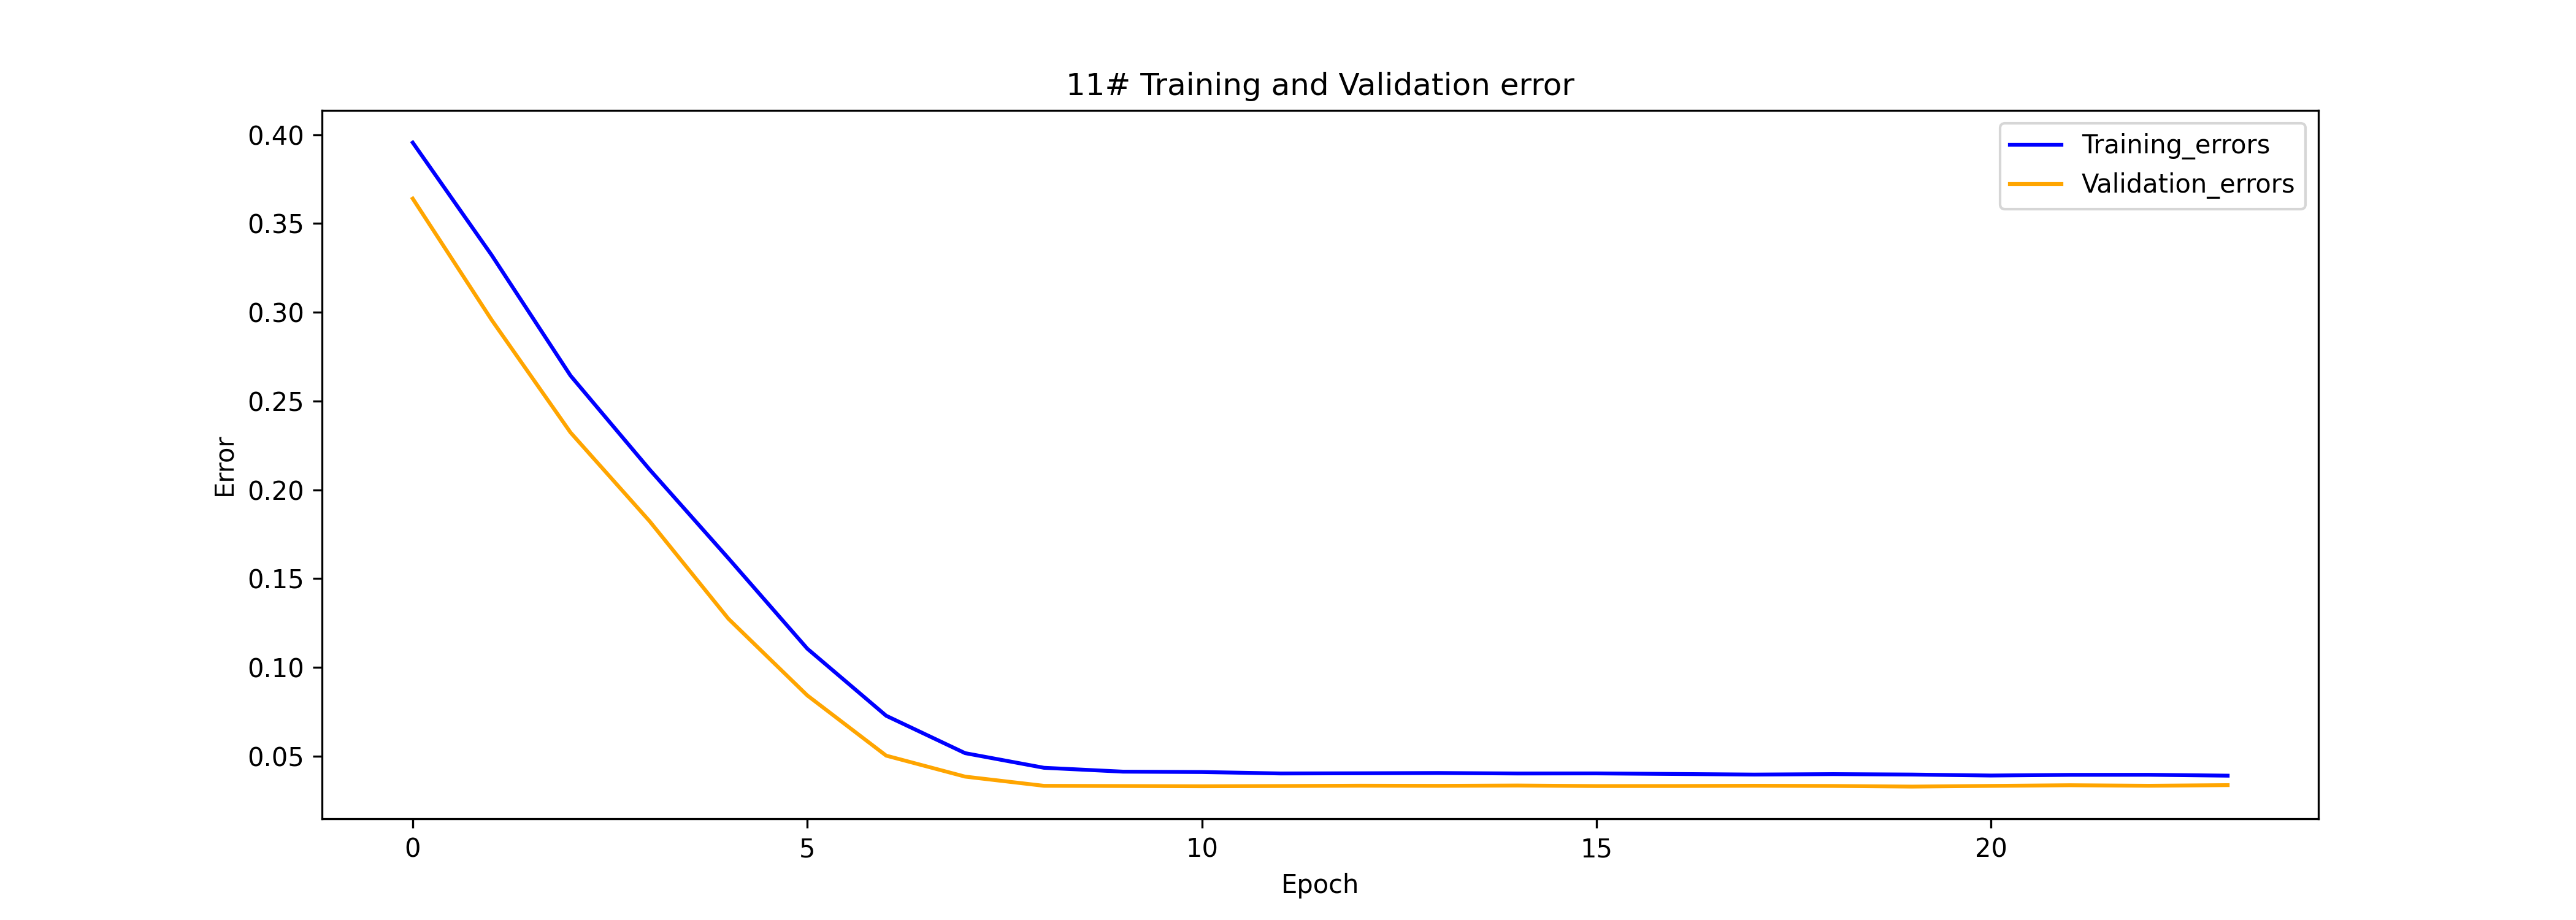 11# Training and Validation error
Training_errors
Validation_errors
0.40
0.35
0.30
0.25
0.20
0.15
0.10
0.05
Error
0 5 10 15 20
Epoch